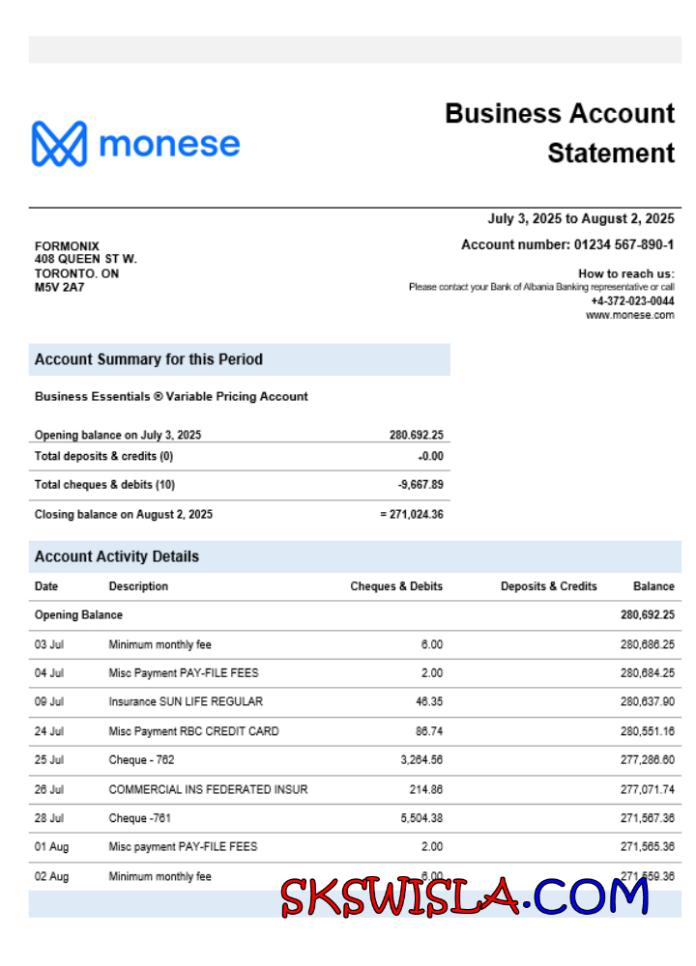 Business Account
Statement
monese
July 3, 2025 to August 2, 2025
FORMONIX
408 QUEEN ST W.
TORONTO. ON
M5V 2A7
Account number: 01234 567-890-1
How to reach us:
Please contact your Bank of Albania Banking representative or call
+4-372-023-0044
www.monese.com
Account Summary for this Period
Business Essentials ® Variable Pricing Account
Opening balance on July 3, 2025 280.692.25
Total deposits & credits (0) -0.00
Total cheques & debits (10) -9,667.89
Closing balance on August 2, 2025 = 271,024.36
Account Activity Details
Date Description Cheques & Debits Deposits & Credits Balance
Opening Balance 280,692.25
03 Jul Minimum monthly fee 6.00 280,686.25
04 Jul Misc Payment PAY-FILE FEES 2.00 280,684.25
09 Jul Insurance SUN LIFE REGULAR 46.35 280,637.90
24 Jul Misc Payment RBC CREDIT CARD 86.74 280,551.16
25 Jul Cheque - 762 3,264.56 277,286.60
26 Jul COMMERCIAL INS FEDERATED INSUR 214.86 277,071.74
28 Jul Cheque -761 5,504.38 271,567.36
01 Aug Misc payment PAY-FILE FEES 2.00 271,565.36
02 Aug Minimum monthly fee 6.00 271,559.36
SKSWISLA.COM